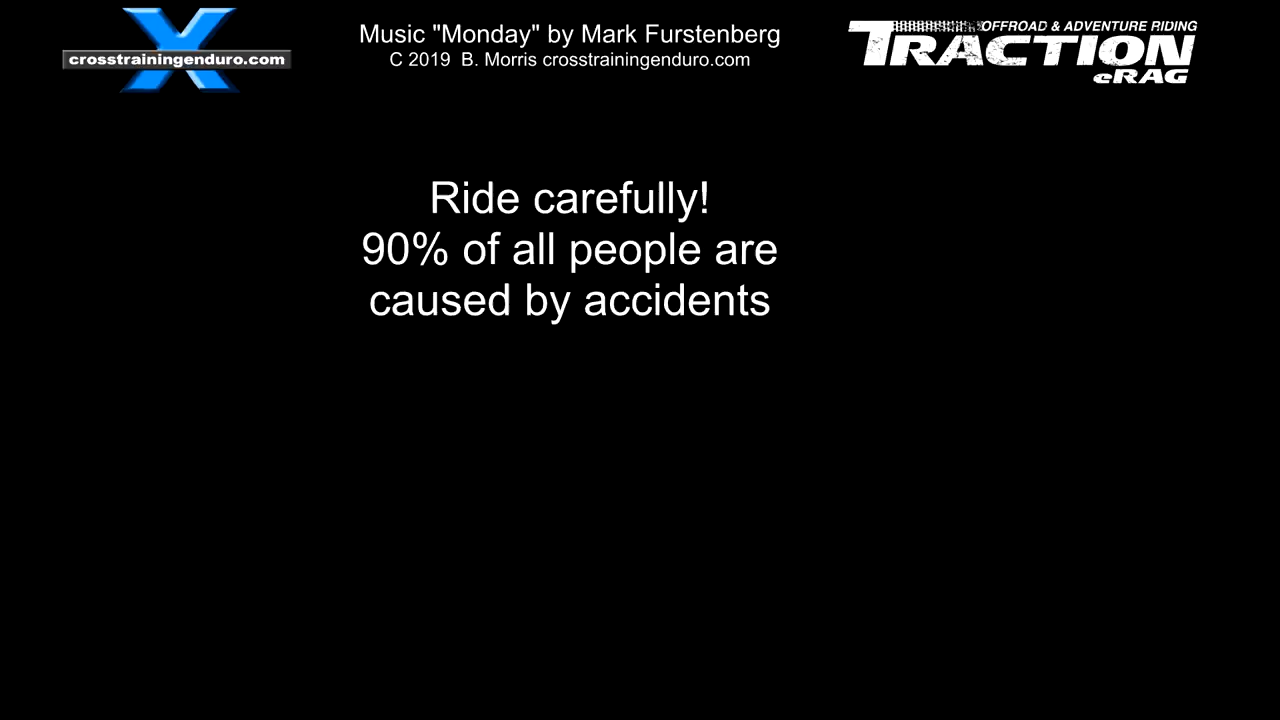 X
crosstrainingenduro.com
Music "Monday" by Mark Furstenberg
C 2019 B. Morris crosstrainingenduro.com
OFFROAD & ADVENTURE RIDING
TRACTION
eRAG
Ride carefully!
90% of all people are
caused by accidents